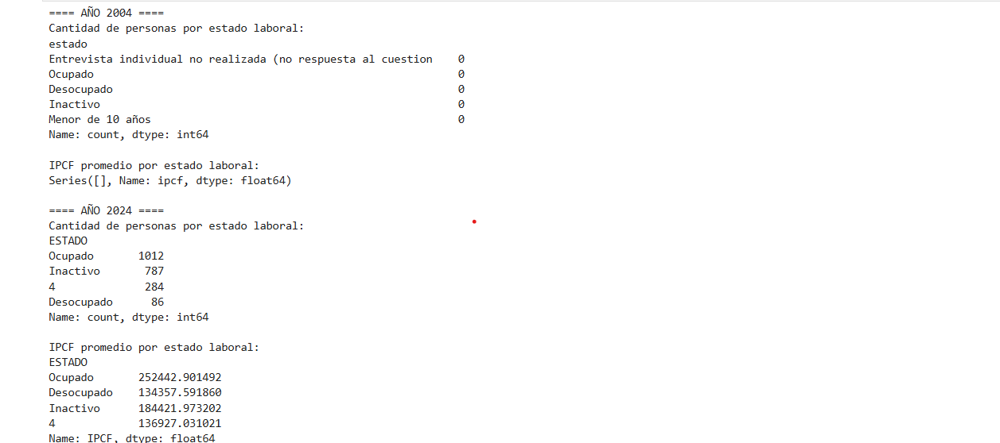 ==== AÑO 2004 ====
Cantidad de personas por estado laboral:
estado
Entrevista individual no realizada (no respuesta al cuestion    0
Ocupado    0
Desocupado    0
Inactivo    0
Menor de 10 años    0
Name: count, dtype: int64
IPCF promedio por estado laboral:
Series([], Name: ipcf, dtype: float64)
==== AÑO 2024 ====
Cantidad de personas por estado laboral:
ESTADO
Ocupado    1012
Inactivo    787
4    284
Desocupado    86
Name: count, dtype: int64
IPCF promedio por estado laboral:
ESTADO
Ocupado    252442.901492
Desocupado    134357.591860
Inactivo    184421.973202
4    136927.031021
Name: IPCF, dtype: float64